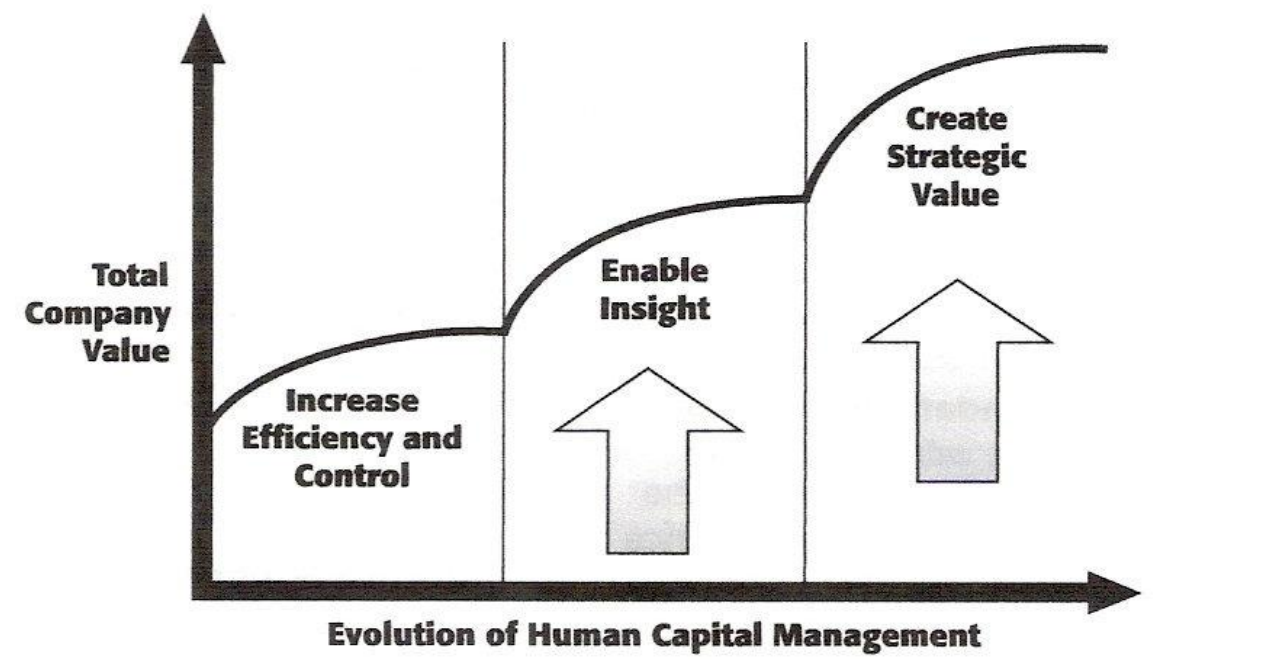 Create
Strategic
Value
Enable
Insight
Total
Company
Value
Increase
Efficiency and
Control
Evolution of Human Capital Management